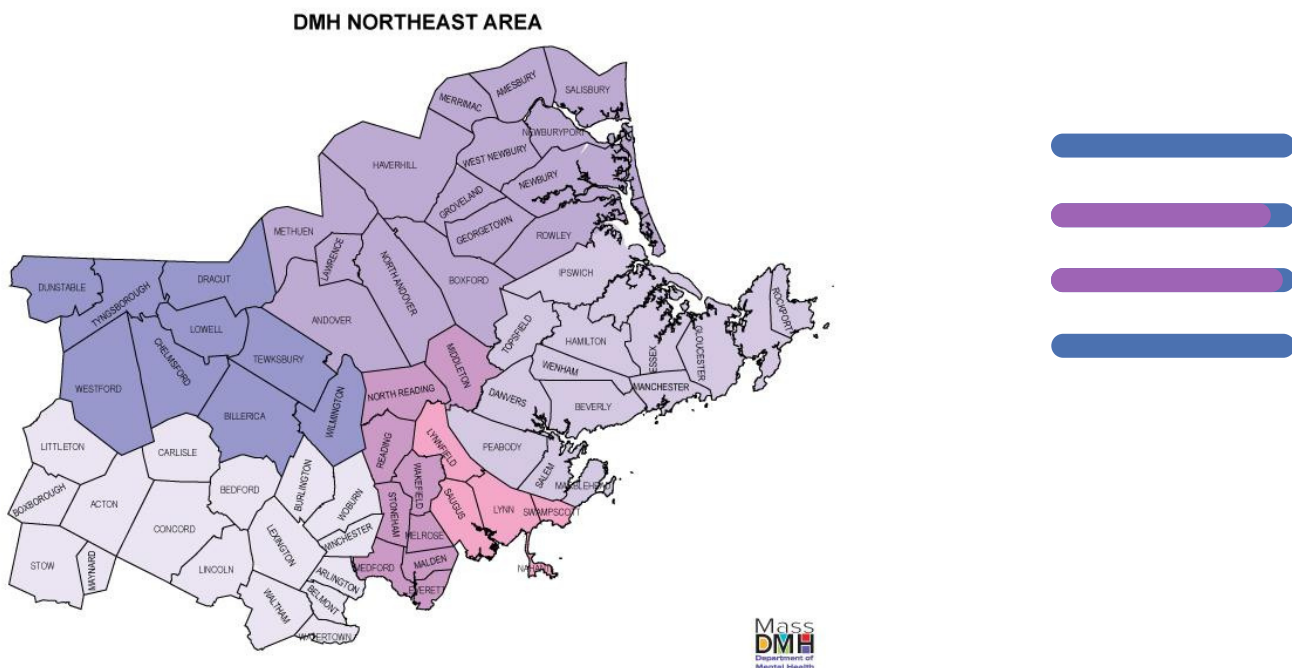 DMH NORTHEAST AREA
AMESBURY
SALISBURY
MERRIMAC
NEWBURYPORT
WEST NEWBURY
HAVERHILL
NEWBURY
GROVELAND
GEORGETOWN
ROWLEY
METHUEN
LAWRENCE
NORTH ANDOVER
BOXFORD
IPSWICH
DUNSTABLE
TYNGSBOROUGH
DRACUT
ROCKPORT
ANDOVER
LOWELL
TOPSFIELD
HAMILTON
ESSEX
GLOUCESTER
CHELMSFORD
TEWKSBURY
MIDDLETON
WENHAM
MANCHESTER
WESTFORD
NORTH READING
DANVERS
BEVERLY
BILLERICA
WILMINGTON
LITTLETON
CARLISLE
READING
LYNNFIELD
PEABODY
SALEM
MARBLEHEAD
BOXBOROUGH
ACTON
BEDFORD
BURLINGTON
WOBURN
WAKEFIELD
STONEHAM
SAUGUS
LYNN
SWAMPSCOTT
CONCORD
LEXINGTON
WINCHESTER
MELROSE
STOW
MAYNARD
LINCOLN
ARLINGTON
MEDFORD
MALDEN
NAHANT
EVERETT
BELMONT
WALTHAM
WATERTOWN
Mass
DMH
Department of
Mental Health